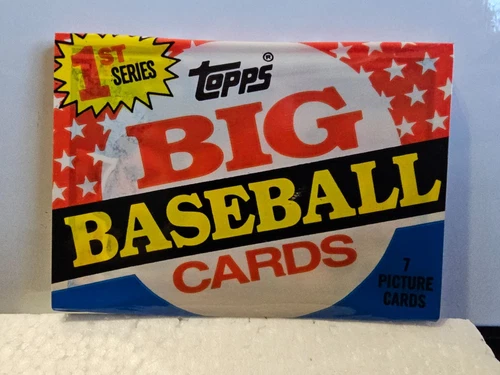 1ST
SERIES
TOPPS®
BIG
BASEBALL
CARDS
7
PICTURE
CARDS